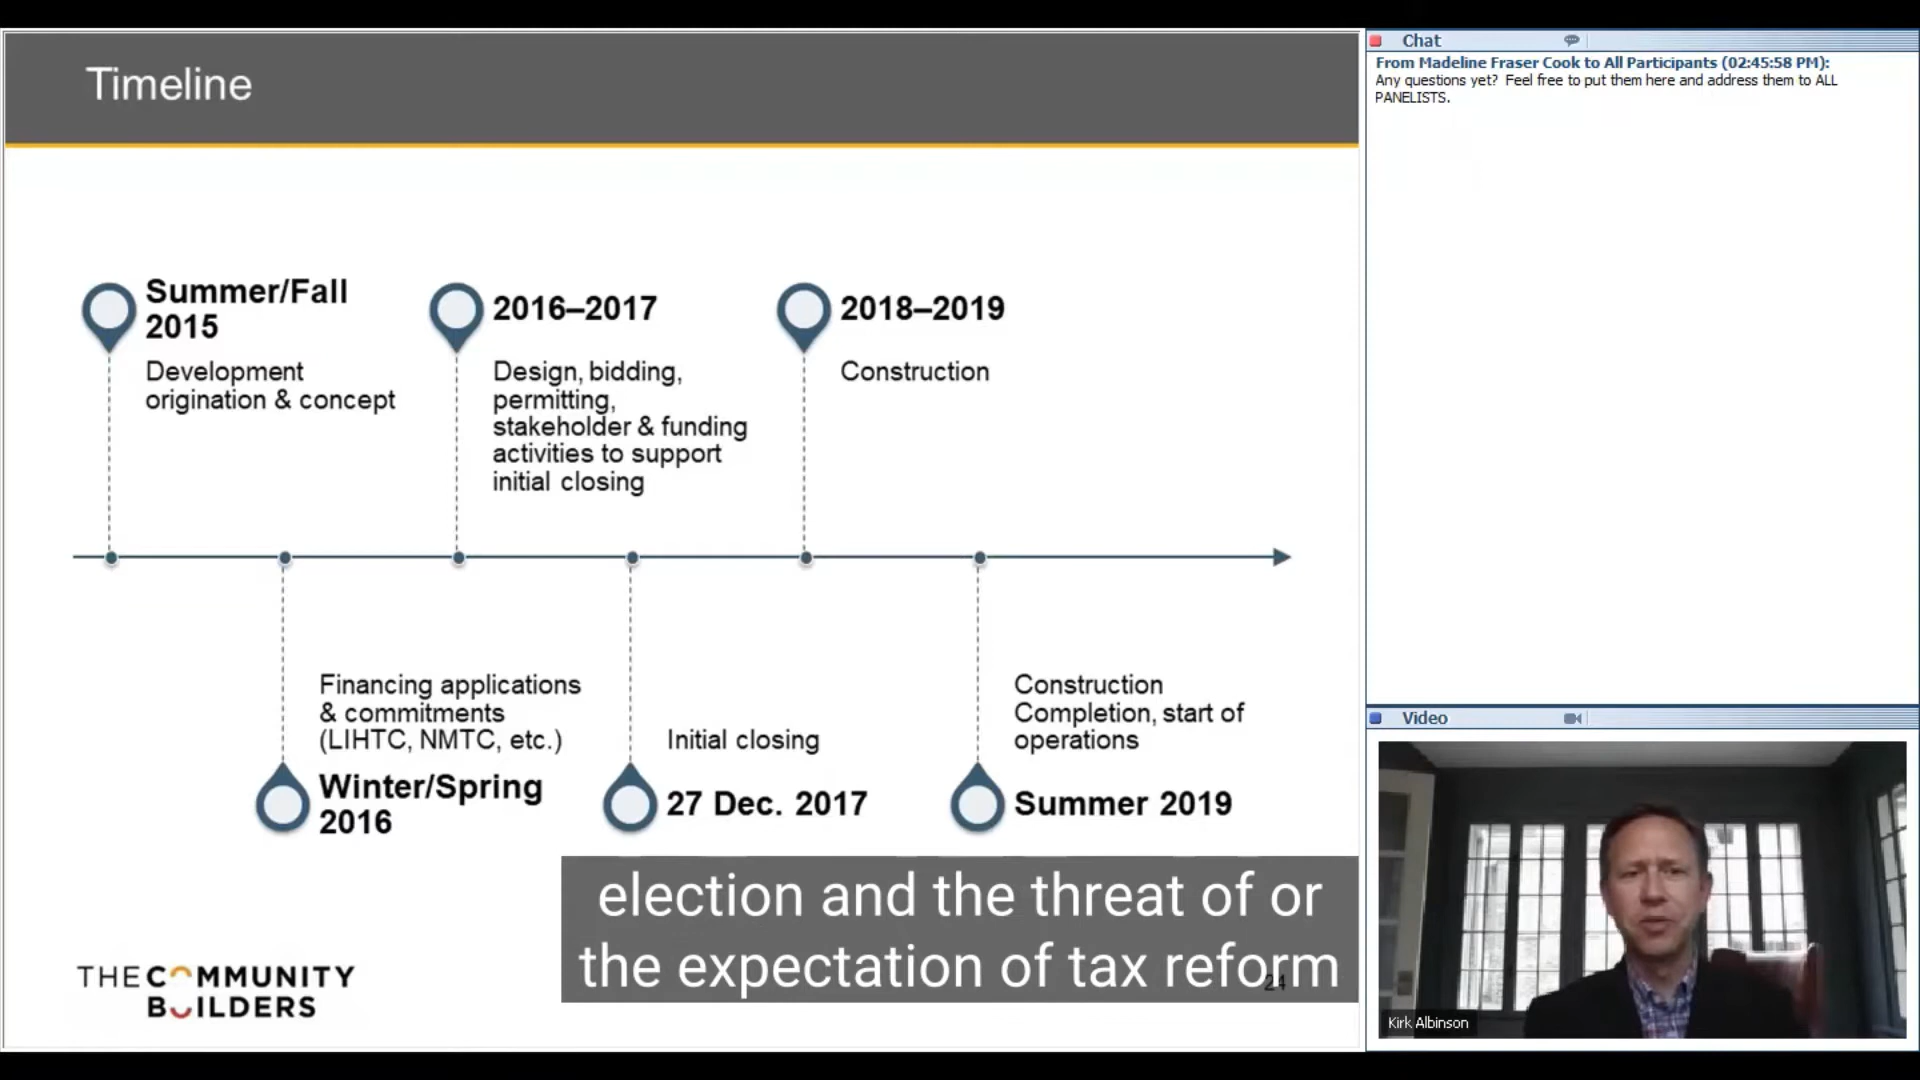 Timeline
Summer/Fall
2015
Development
origination & concept
2016–2017
Design, bidding,
permitting,
stakeholder & funding
activities to support
initial closing
2018–2019
Construction
Financing applications
& commitments
(LIHTC, NMTC, etc.)
Winter/Spring
2016
Initial closing
27 Dec. 2017
Construction
Completion, start of
operations
Summer 2019
election and the threat of or
the expectation of tax reform
24
THE COMMUNITY
BUILDERS
Chat
From Madeline Fraser Cook to All Participants (02:45:58 PM):
Any questions yet? Feel free to put them here and address them to ALL
PANELISTS.
Video
Kirk Albinson